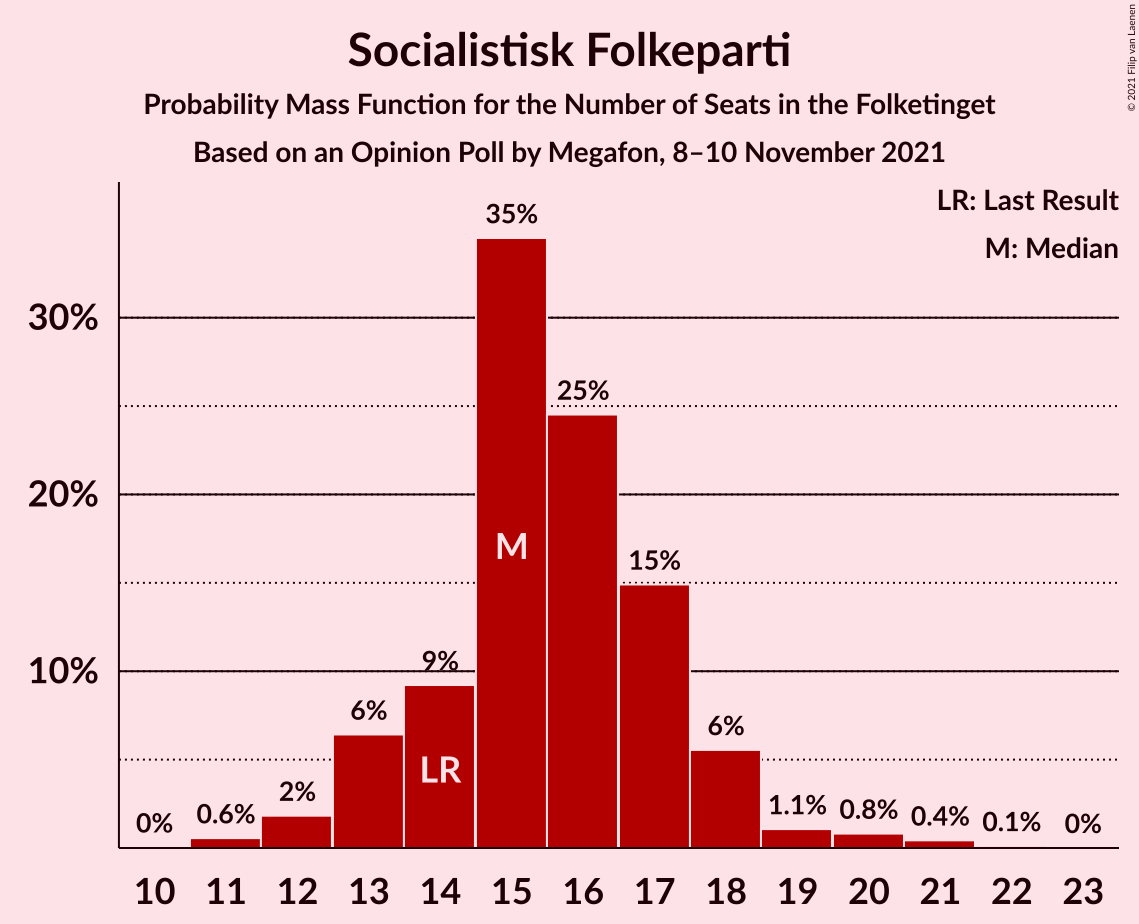 Socialistisk Folkeparti
Probability Mass Function for the Number of Seats in the Folketinget
Based on an Opinion Poll by Megafon, 8–10 November 2021
© 2021 Filip van Laenen
LR: Last Result
M: Median
35%
30%
25%
20%
M
15%
10%
9%
6%
6%
LR
2%
0%
0.6%
1.1%
0.8%
0.4%
0.1%
0%
10 11 12 13 14 15 16 17 18 19 20 21 22 23